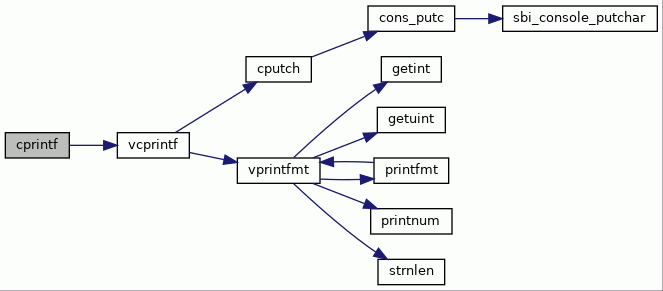 cprintf
vcprintf
cputch
cons_putc
sbi_console_putchar
vprintfmt
getint
getuint
printfmt
printnum
strnlen